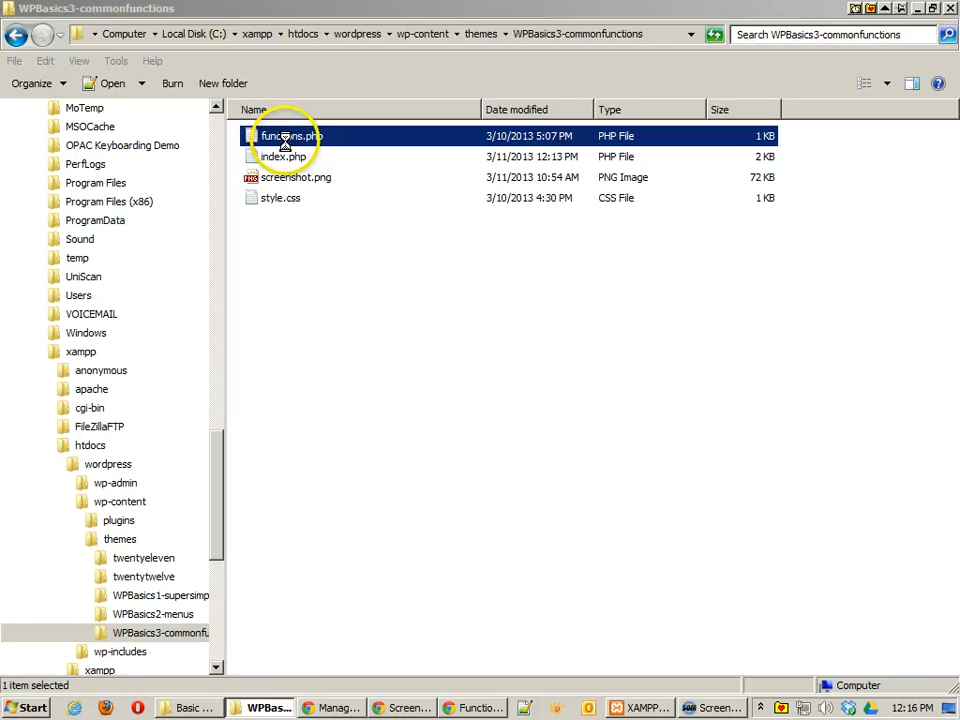 WPBasics3-commonfunctions
Computer Local Disk (C:) xampp htdocs wordpress wp-content themes WPBasics3-commonfunctions
Search WPBasics3-commonfunctions
File Edit View Tools Help
Organize Open Burn New folder
Name Date modified Type Size
functions.php 3/10/2013 5:07 PM PHP File 1 KB
index.php 3/11/2013 12:13 PM PHP File 2 KB
screenshot.png 3/11/2013 10:54 AM PNG Image 72 KB
style.css 3/10/2013 4:30 PM CSS File 1 KB
MoTemp
MSOCache
OPAC Keyboarding Demo
PerfLogs
Program Files
Program Files (x86)
ProgramData
Sound
temp
UniScan
Users
VOICEMAIL
Windows
xampp
anonymous
apache
cgi-bin
FileZillaFTP
htdocs
wordpress
wp-admin
wp-content
plugins
themes
twentyeleven
twentytwelve
WPBasics1-supersimp
WPBasics2-menus
WPBasics3-commonfu
wp-includes
xampp
1 item selected
Computer
Start Basic ... WPBas... Manag... Screen... Functio... XAMPP... Screen... 12:16 PM